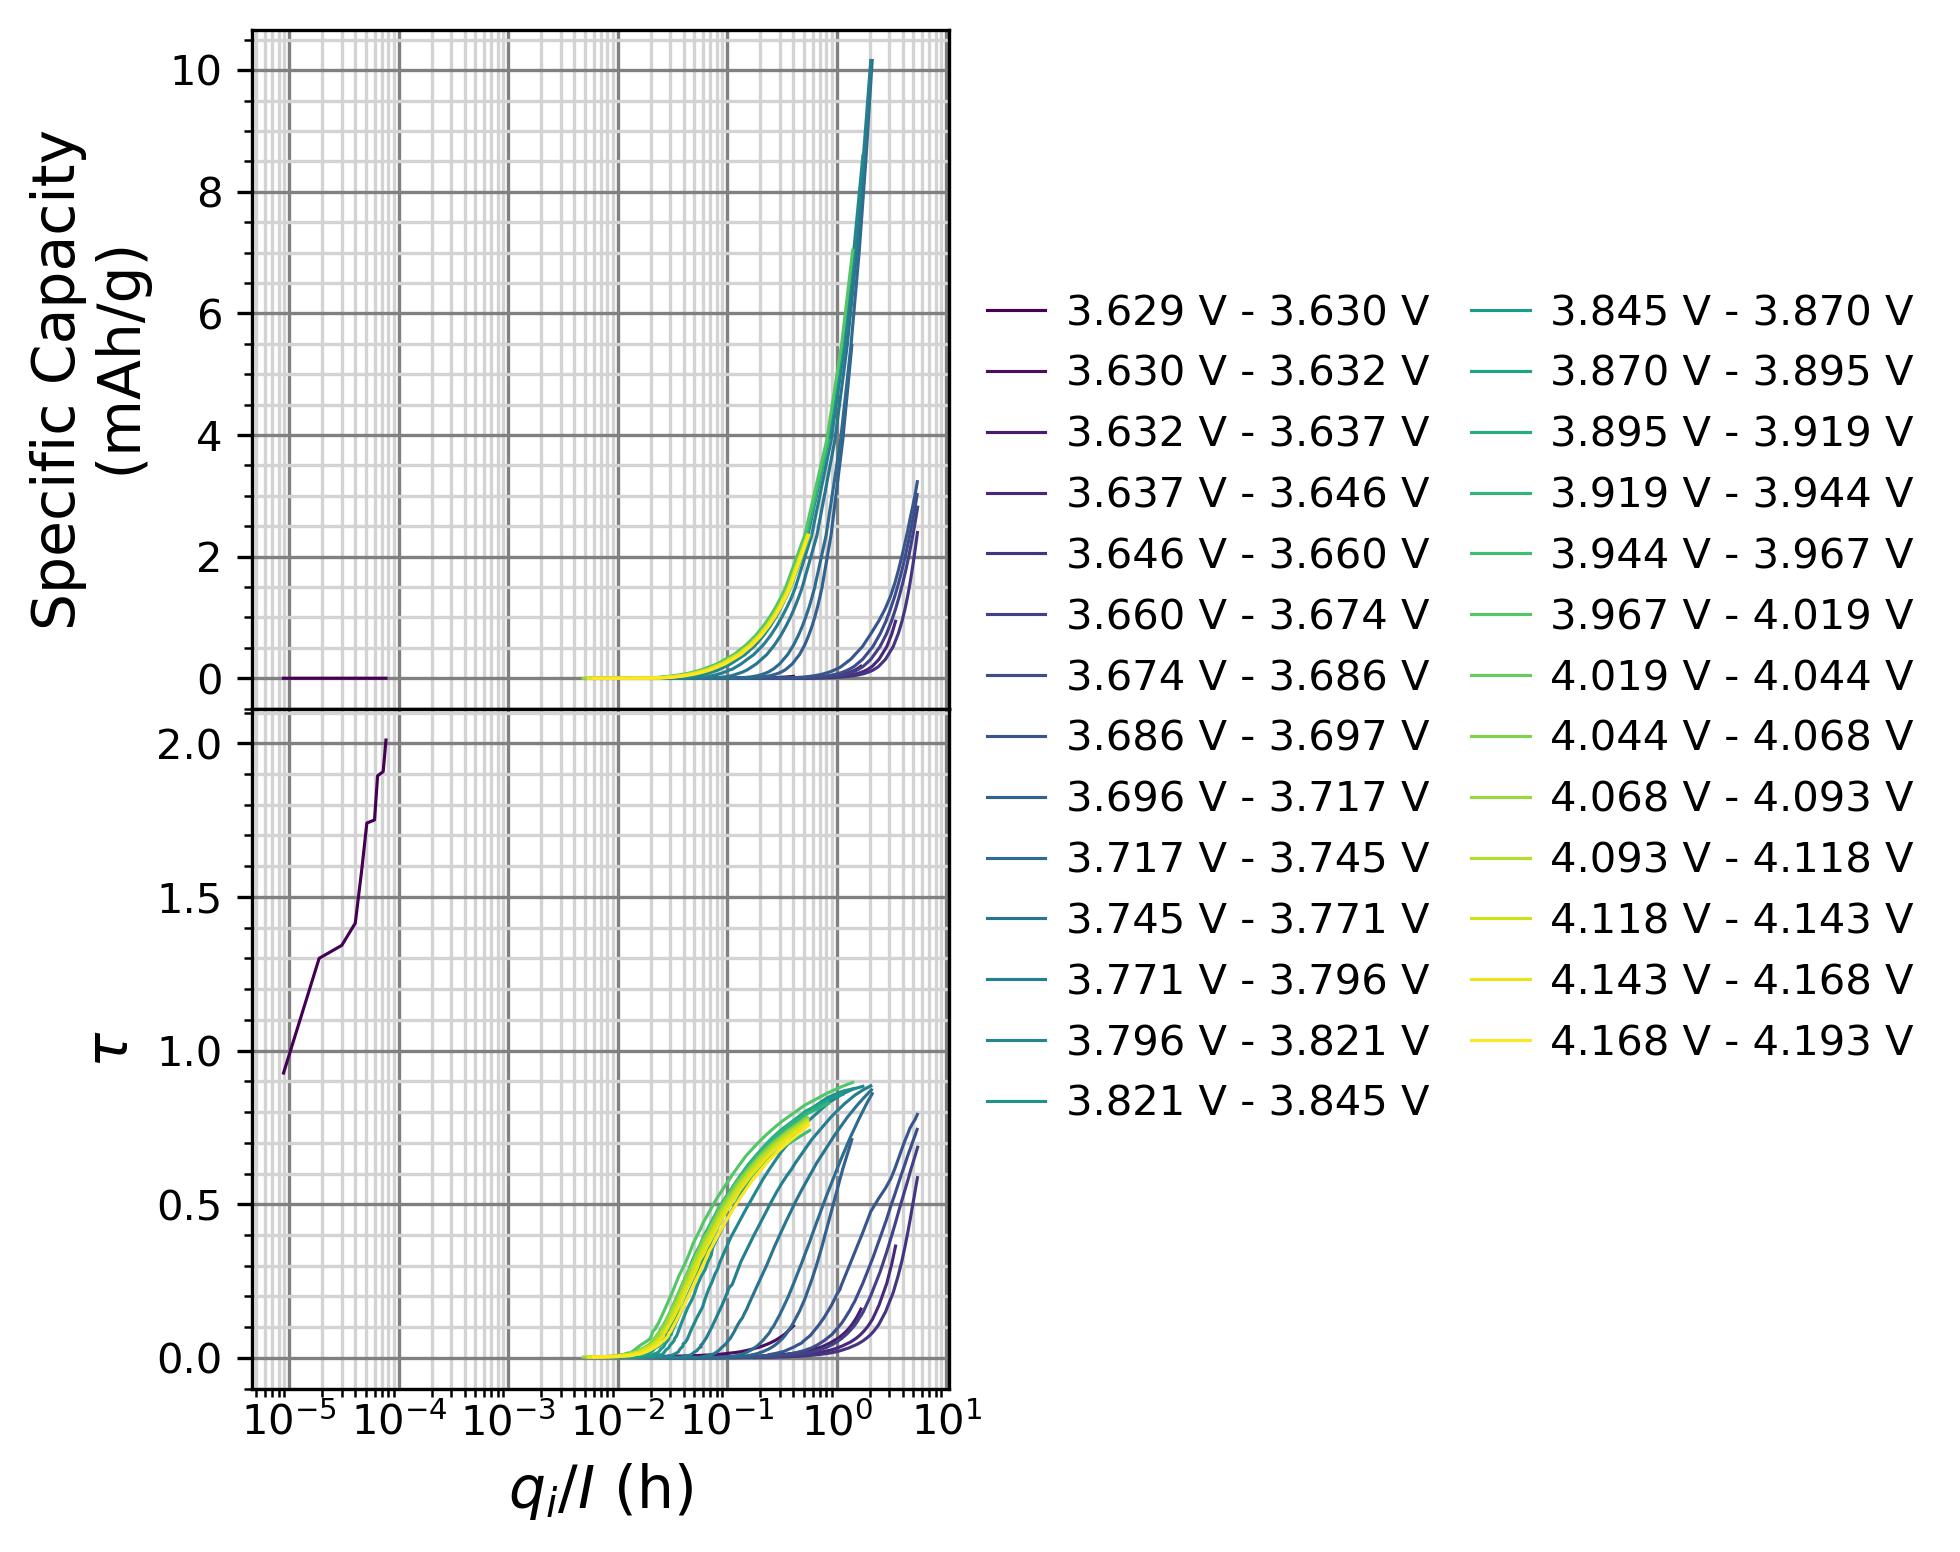 Specific Capacity
(mAh/g)
10
8
6
4
2
0
τ
2.0
1.5
1.0
0.5
0.0
10⁻⁵ 10⁻⁴ 10⁻³ 10⁻² 10⁻¹ 10⁰ 10¹
qᵢ/I (h)
3.629 V - 3.630 V
3.630 V - 3.632 V
3.632 V - 3.637 V
3.637 V - 3.646 V
3.646 V - 3.660 V
3.660 V - 3.674 V
3.674 V - 3.686 V
3.686 V - 3.697 V
3.696 V - 3.717 V
3.717 V - 3.745 V
3.745 V - 3.771 V
3.771 V - 3.796 V
3.796 V - 3.821 V
3.821 V - 3.845 V
3.845 V - 3.870 V
3.870 V - 3.895 V
3.895 V - 3.919 V
3.919 V - 3.944 V
3.944 V - 3.967 V
3.967 V - 4.019 V
4.019 V - 4.044 V
4.044 V - 4.068 V
4.068 V - 4.093 V
4.093 V - 4.118 V
4.118 V - 4.143 V
4.143 V - 4.168 V
4.168 V - 4.193 V